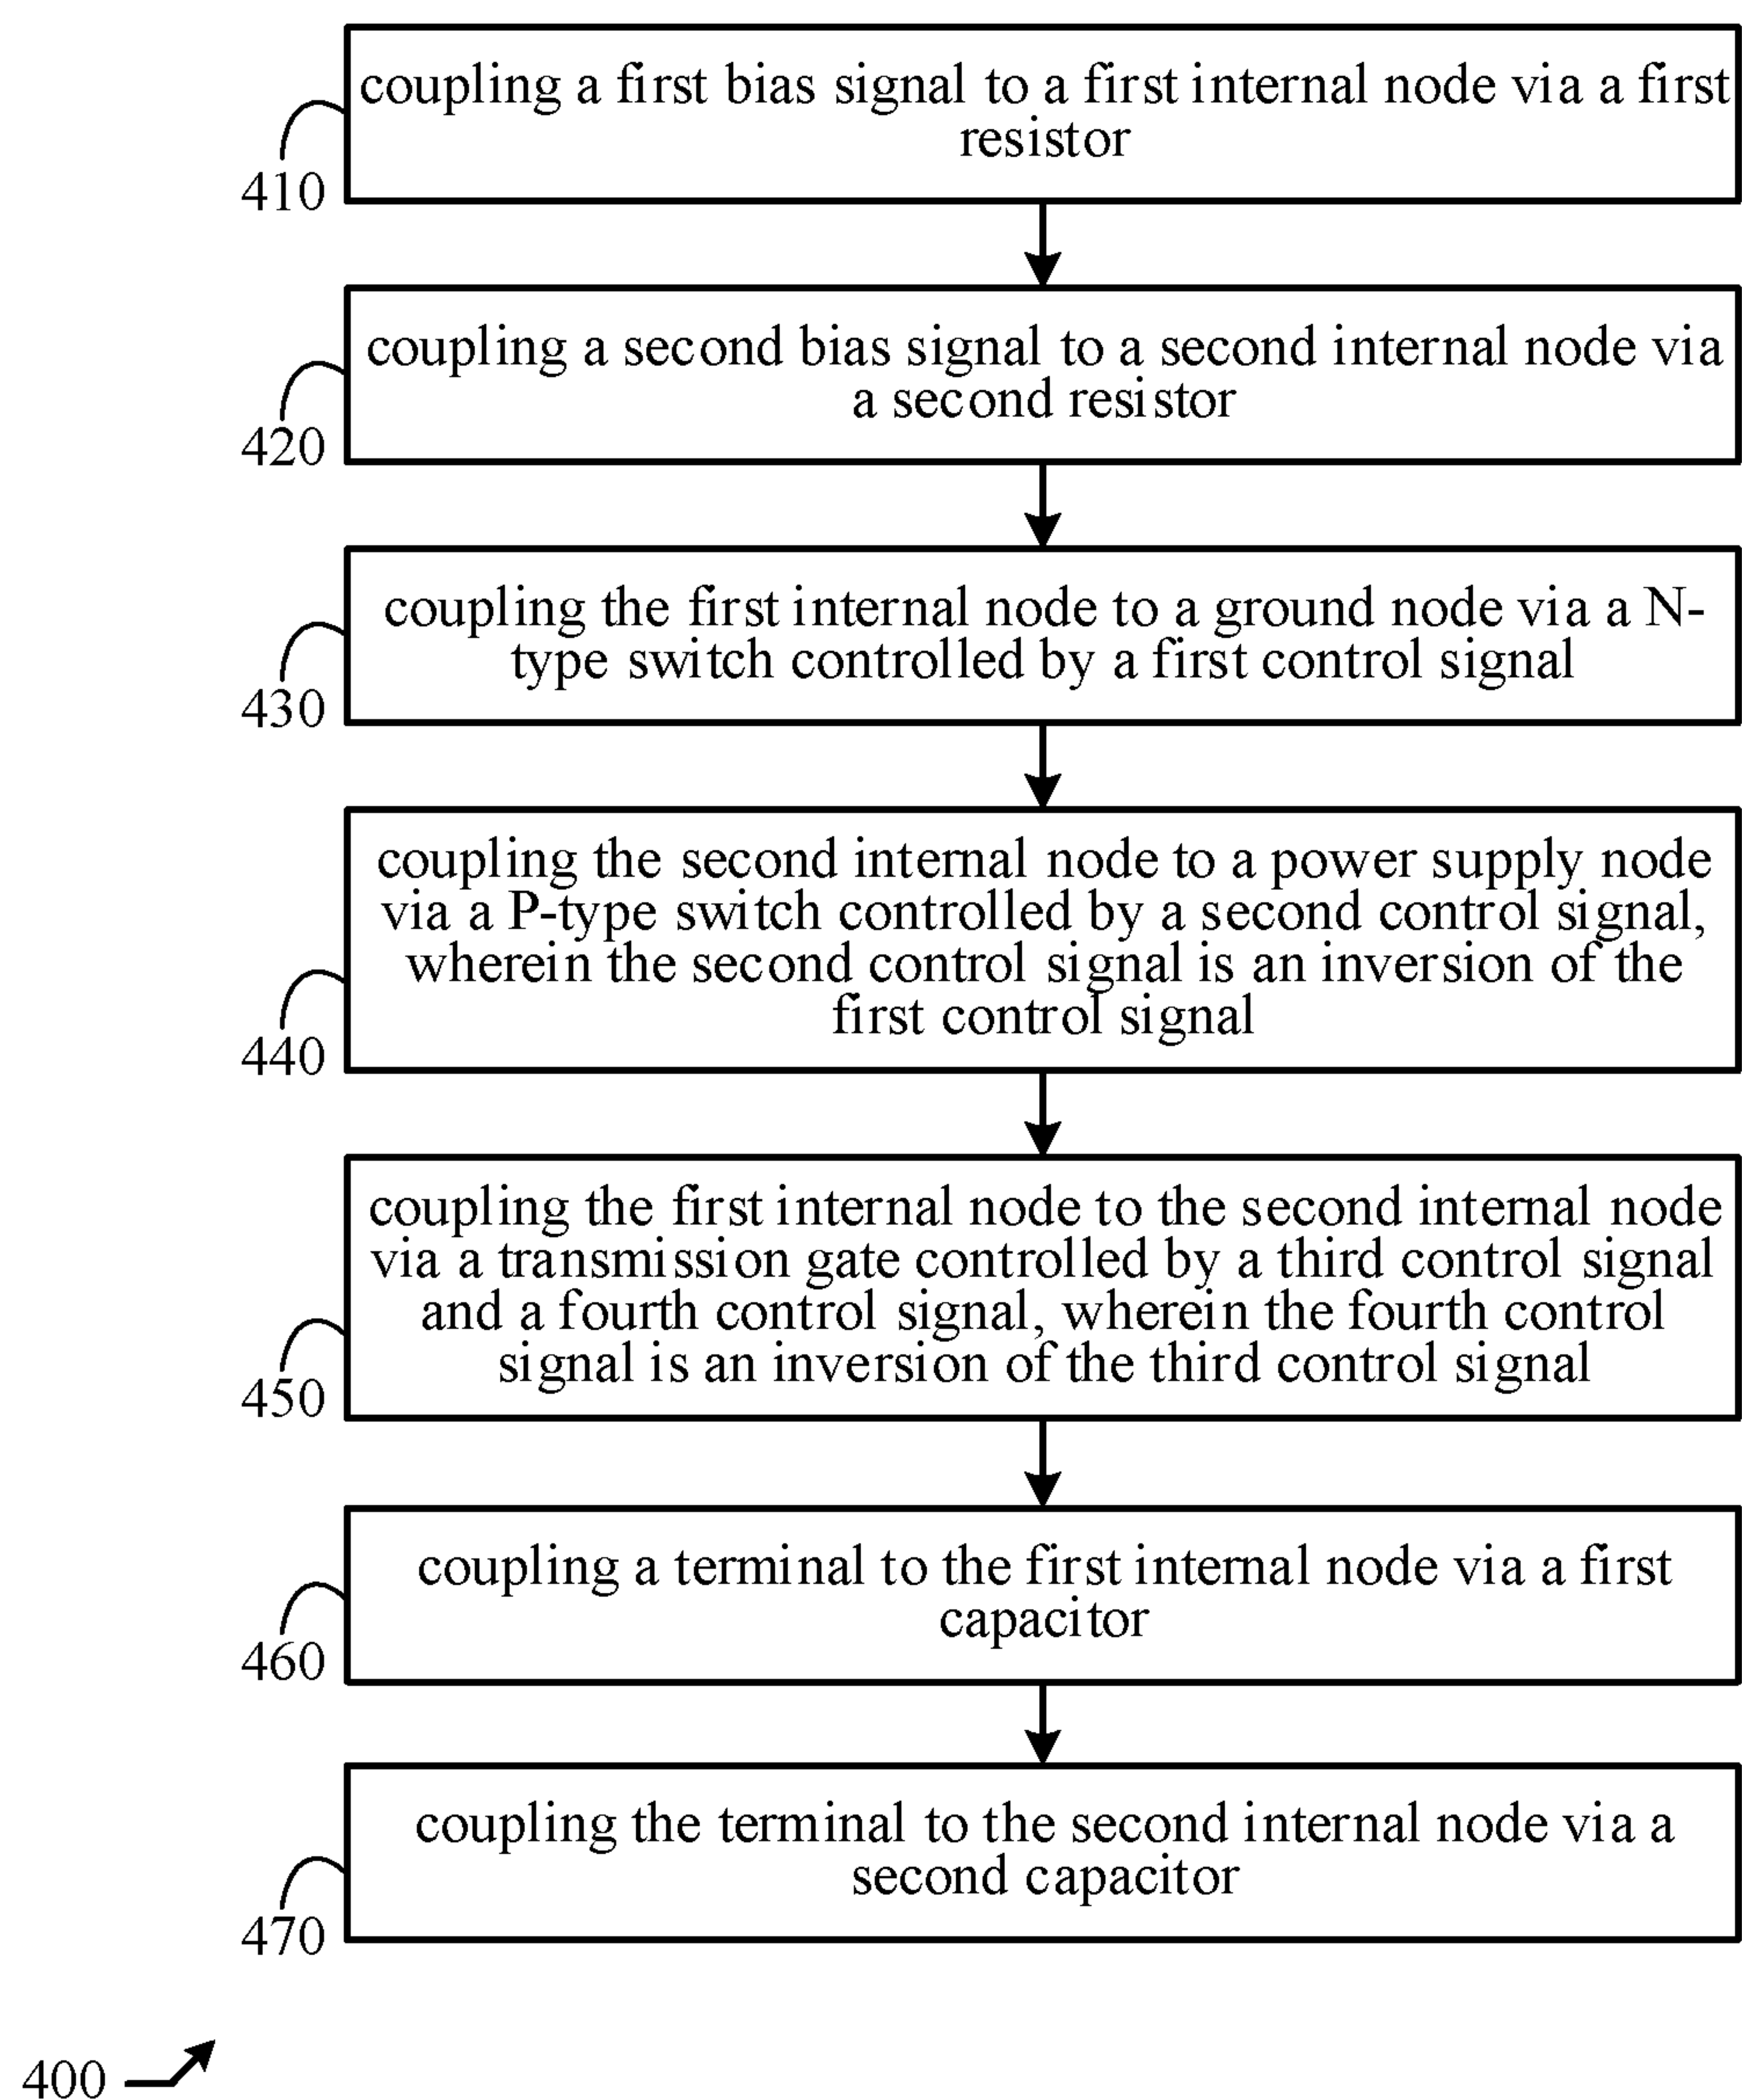 coupling a first bias signal to a first internal node via a first
resistor
410
coupling a second bias signal to a second internal node via
a second resistor
420
coupling the first internal node to a ground node via a N-
type switch controlled by a first control signal
430
coupling the second internal node to a power supply node
via a P-type switch controlled by a second control signal,
wherein the second control signal is an inversion of the
first control signal
440
coupling the first internal node to the second internal node
via a transmission gate controlled by a third control signal
and a fourth control signal, wherein the fourth control
signal is an inversion of the third control signal
450
coupling a terminal to the first internal node via a first
capacitor
460
coupling the terminal to the second internal node via a
second capacitor
470
400